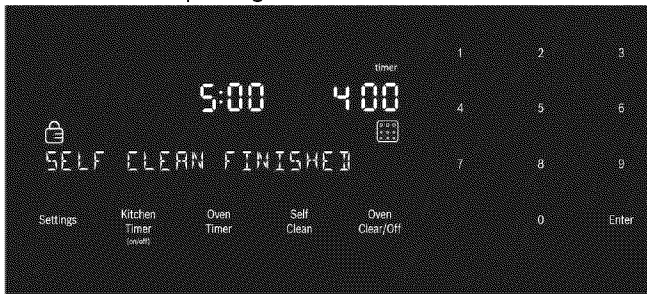 timer
5:00 4 00
SELF CLEAN FINISHED
Settings
Kitchen
Timer
(on/off)
Oven
Timer
Self
Clean
Oven
Clear/Off
1 2 3
4 5 6
7 8 9
0 Enter